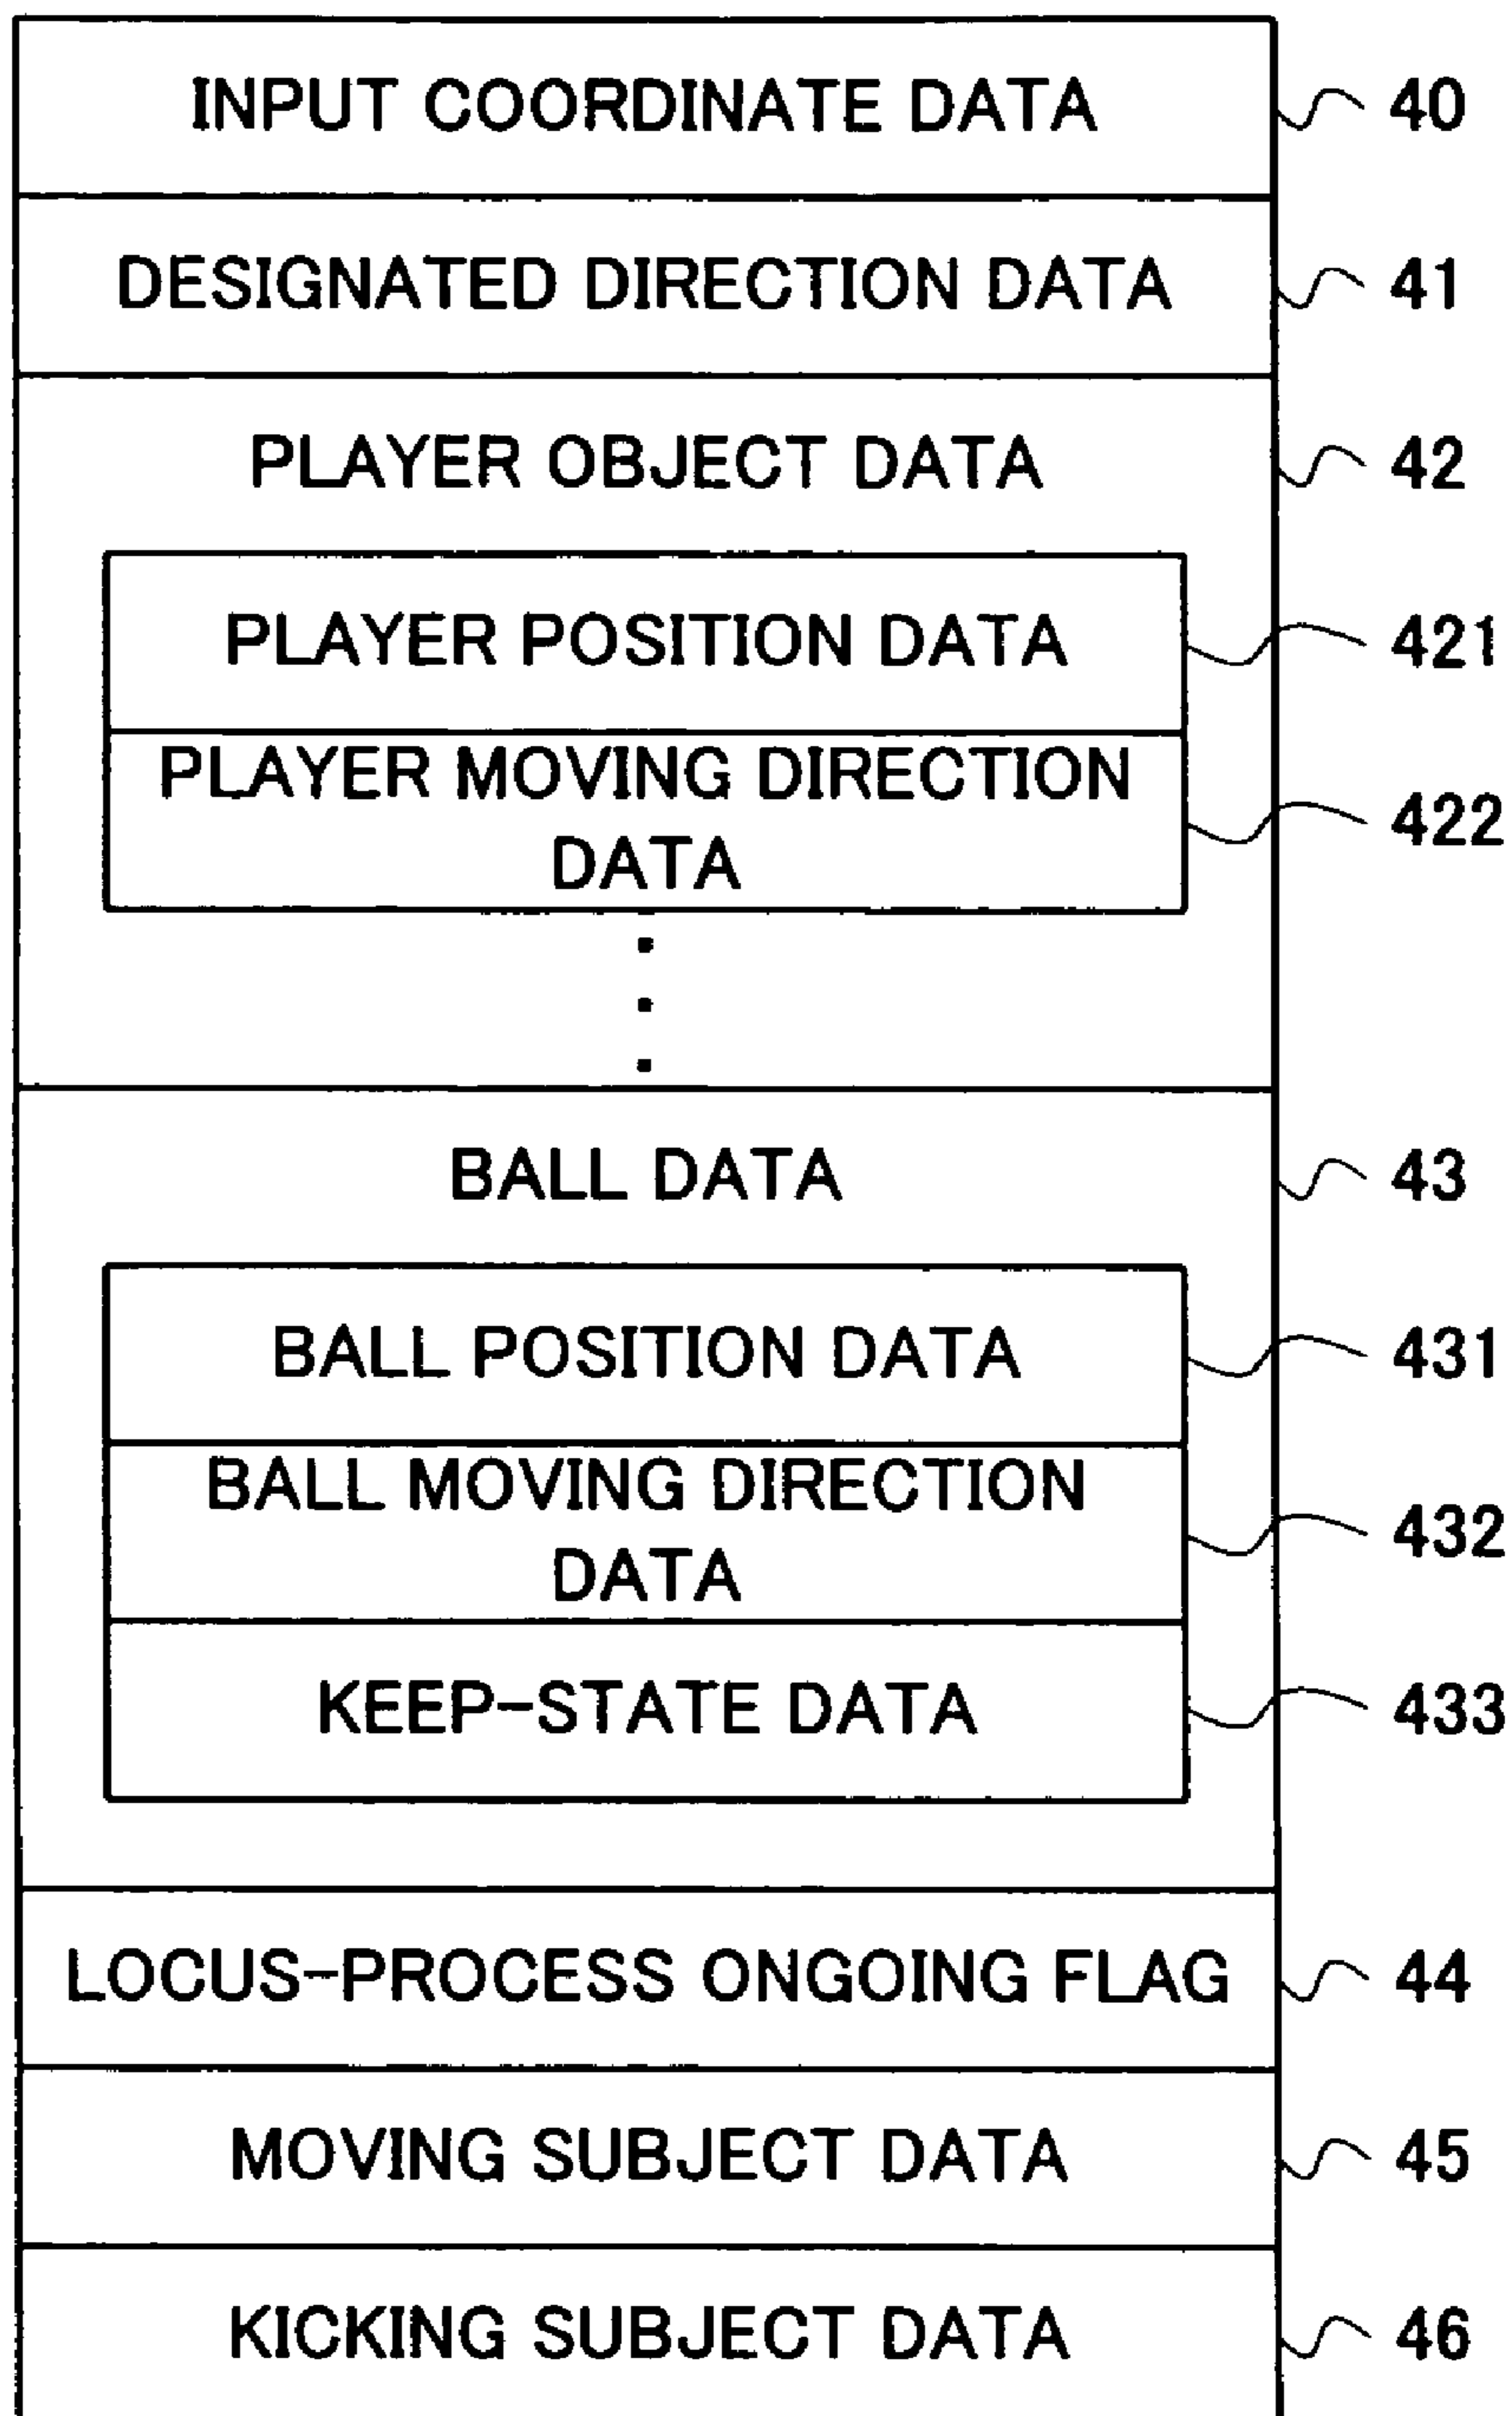 INPUT COORDINATE DATA 40
DESIGNATED DIRECTION DATA 41
PLAYER OBJECT DATA 42
PLAYER POSITION DATA 421
PLAYER MOVING DIRECTION
DATA 422
BALL DATA 43
BALL POSITION DATA 431
BALL MOVING DIRECTION
DATA 432
KEEP-STATE DATA 433
LOCUS-PROCESS ONGOING FLAG 44
MOVING SUBJECT DATA 45
KICKING SUBJECT DATA 46